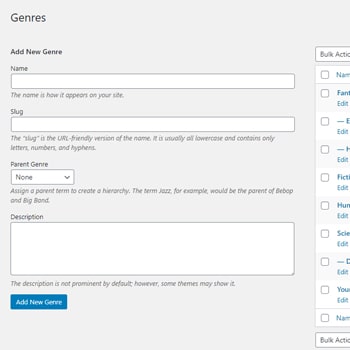 Genres
Add New Genre
Name
The name is how it appears on your site.
Slug
The "slug" is the URL-friendly version of the name. It is usually all lowercase and contains only
letters, numbers, and hyphens.
Parent Genre
None
Assign a parent term to create a hierarchy. The term Jazz, for example, would be the parent of Bebop
and Big Band.
Description
The description is not prominent by default; however, some themes may show it.
Add New Genre
Bulk Actio
Nam
Fant
Edit
— E
Edit
— H
Edit
Ficti
Edit
Hum
Edit
Scie
Edit
— D
Edit
Your
Edit
Nam
Bulk Actio